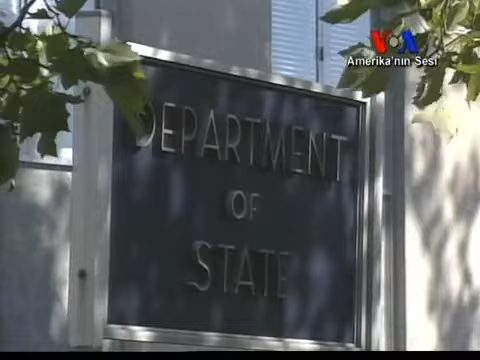 VOA
Amerika'nın Sesi
DEPARTMENT
OF
STATE